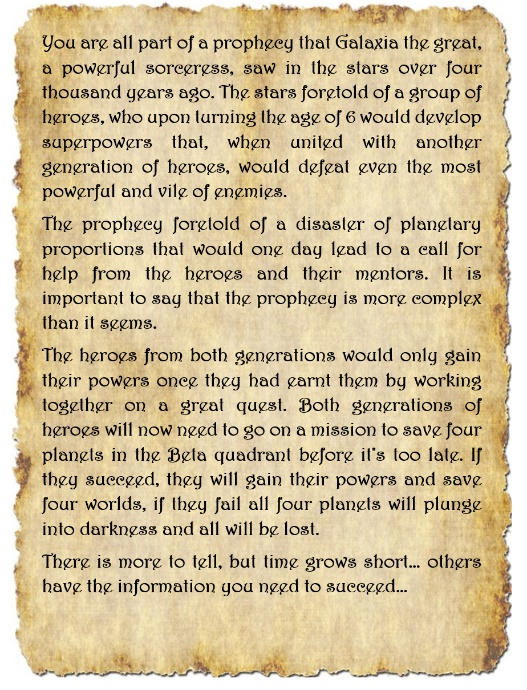 You are all part of a prophecy that Galaxia the great,
a powerful sorceress, saw in the stars over four
thousand years ago. The stars foretold of a group of
heroes, who upon turning the age of 6 would develop
superpowers that, when united with another
generation of heroes, would defeat even the most
powerful and vile of enemies.
The prophecy foretold of a disaster of planetary
proportions that would one day lead to a call for
help from the heroes and their mentors. It is
important to say that the prophecy is more complex
than it seems.
The heroes from both generations would only gain
their powers once they had earnt them by working
together on a great quest. Both generations of
heroes will now need to go on a mission to save four
planets in the Beta quadrant before it's too late. If
they succeed, they will gain their powers and save
four worlds, if they fail all four planets will plunge
into darkness and all will be lost.
There is more to tell, but time grows short... others
have the information you need to succeed...